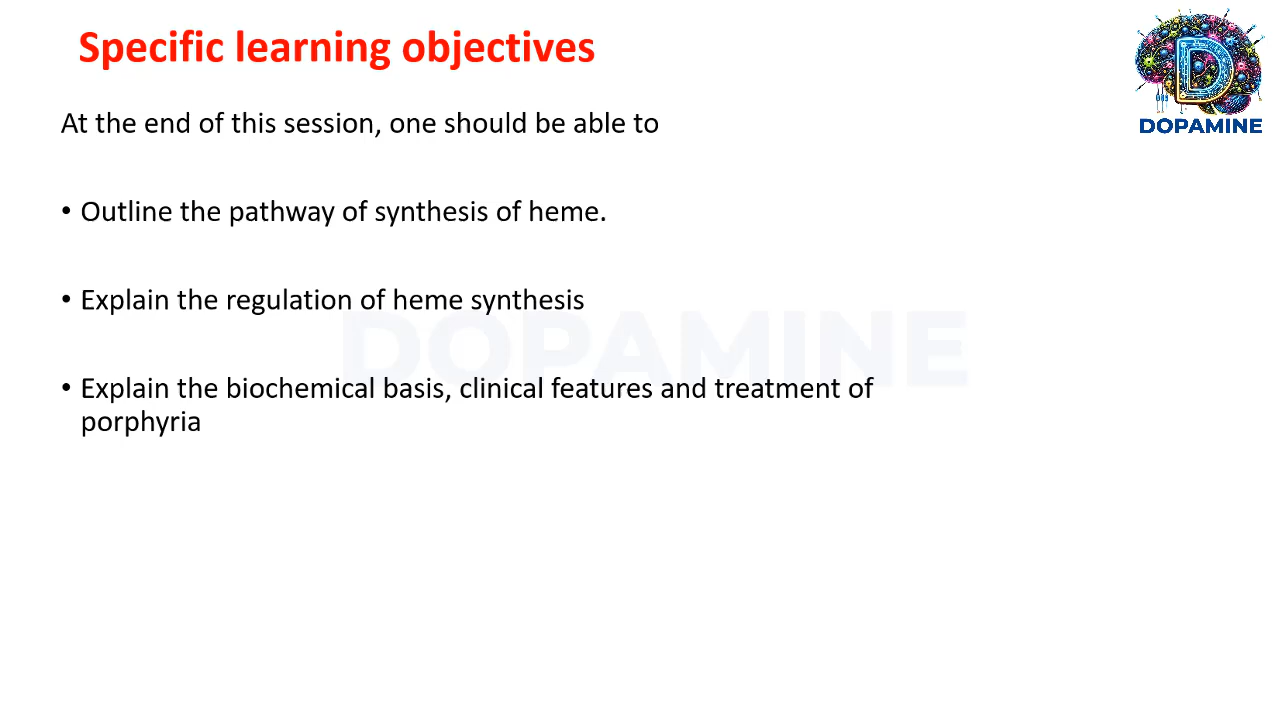 Specific learning objectives
DOPAMINE
At the end of this session, one should be able to
• Outline the pathway of synthesis of heme.
• Explain the regulation of heme synthesis
DOPAMINE
• Explain the biochemical basis, clinical features and treatment of
porphyria